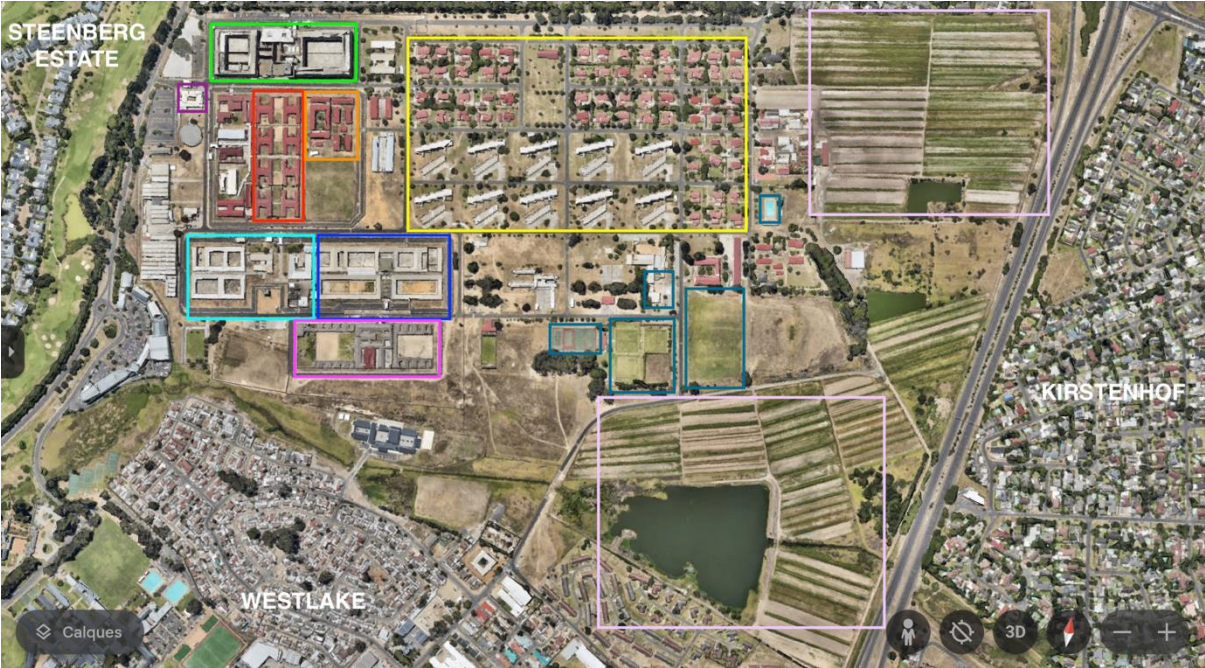 STEENBERG
ESTATE
KIRSTENHOF
WESTLAKE
Calques
3D